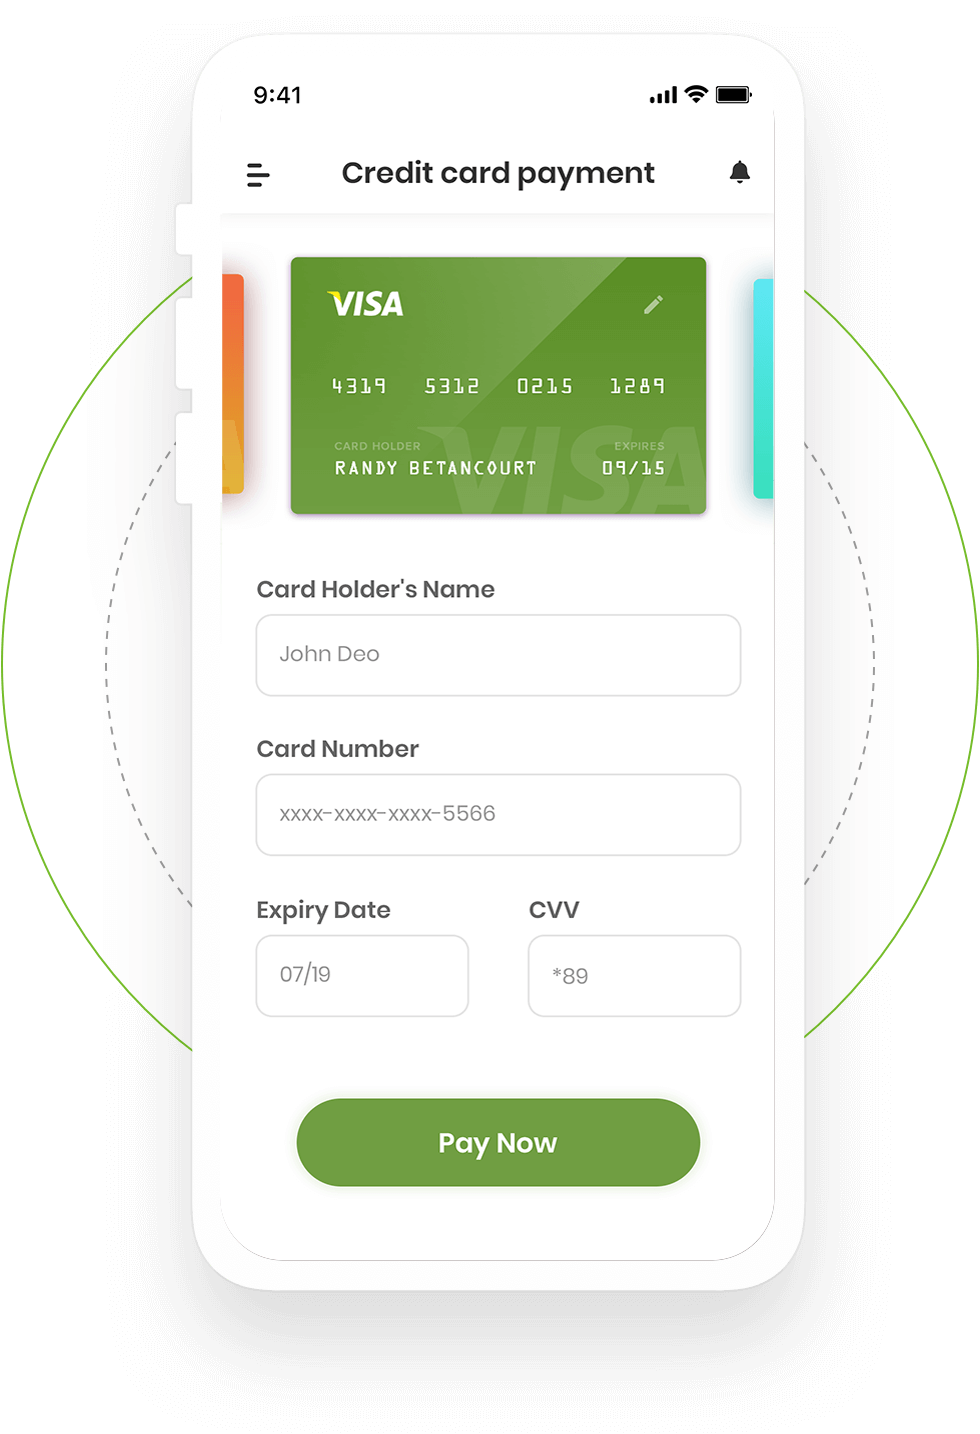 9:41
Credit card payment
VISA
4319 5312 0215 1289
CARD HOLDER EXPIRES
RANDY BETANCOURT 09/15
VISA
Card Holder's Name
John Deo
Card Number
xxxx-xxxx-xxxx-5566
Expiry Date CVV
07/19 *89
Pay Now